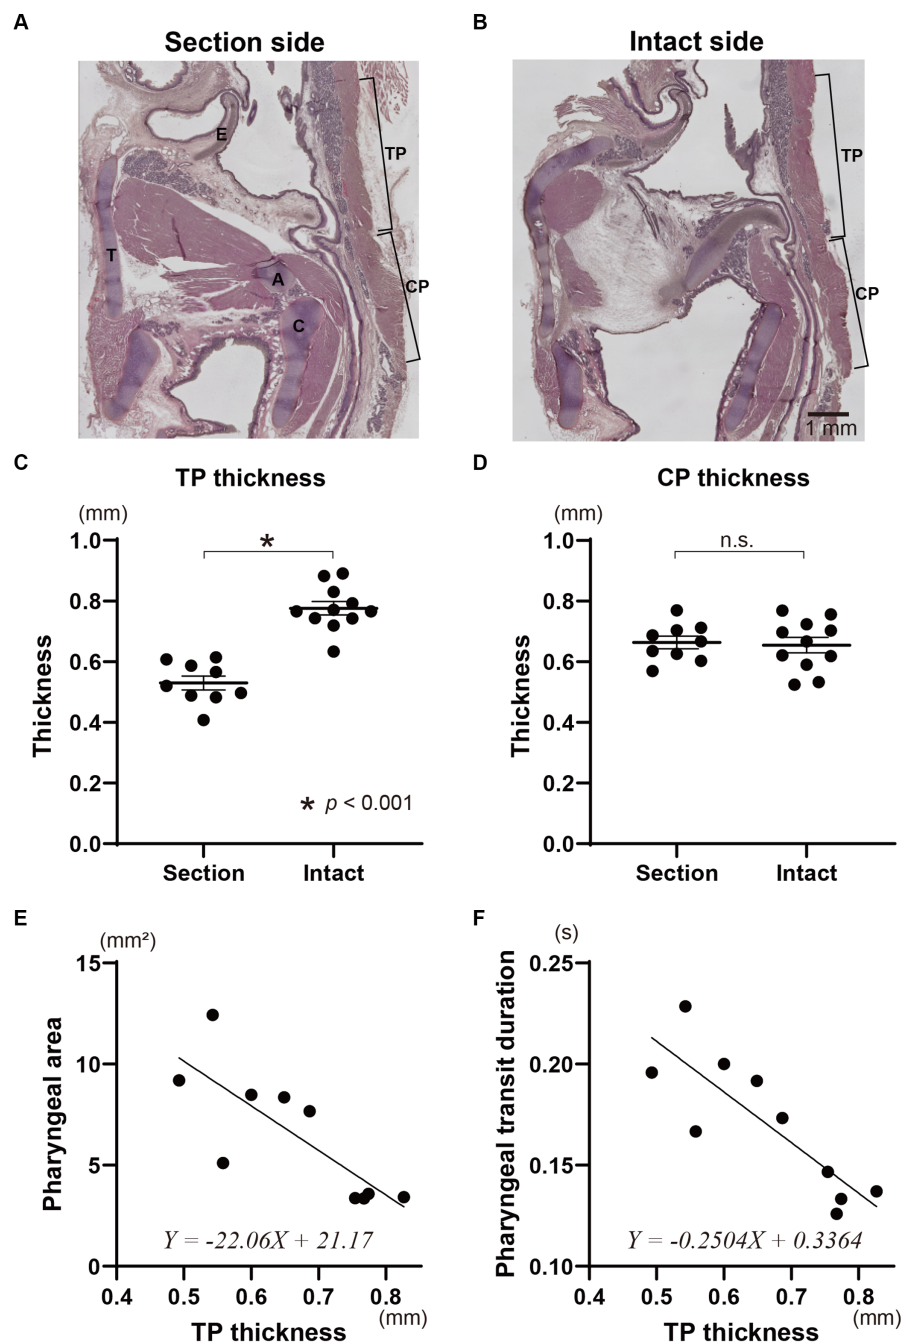 A
Section side
E
TP
T
A
CP
C
B
Intact side
TP
CP
1 mm
C
TP thickness
(mm)
1.0
*
0.8
0.6
0.4
0.2
0.0
Thickness
* p < 0.001
Section
Intact
D
CP thickness
(mm)
1.0
n.s.
0.8
0.6
0.4
0.2
0.0
Thickness
Section
Intact
E
(mm²)
15
10
5
0
Pharyngeal area
Y = -22.06X + 21.17
0.4 0.5 0.6 0.7 0.8
(mm)
TP thickness
F
(s)
0.25
0.20
0.15
0.10
Pharyngeal transit duration
Y = -0.2504X + 0.3364
0.4 0.5 0.6 0.7 0.8
(mm)
TP thickness